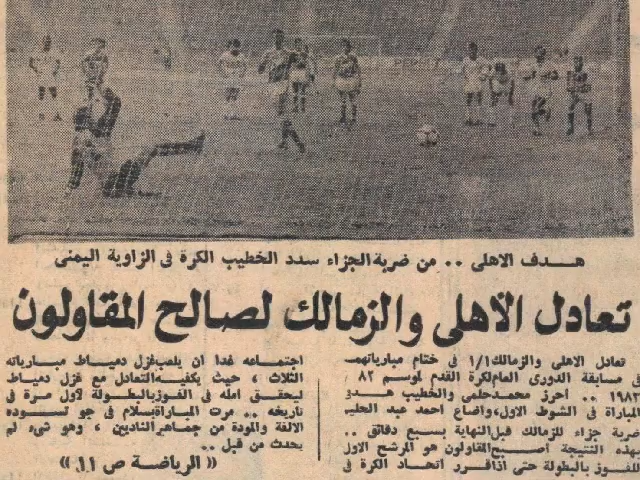 هدف الاهلى .. من ضربة الجزاء سدد الخطيب الكرة فى الزاوية اليمنى
تعادل الاهلى والزمالك لصالح المقاولون
تعادل الاهلى والزمالك ١/١ فى ختام مبارياتهمـ
فى مسابقة الدورى العام لكرة القدم لموسم ٨٢
١٩٨٣ .. أحرز محمد حلمى والخطيب هدو
المباراة فى الشوط الاول، واضاع احمد عبد الحليم
ضربة جزاء للزمالك قبل النهاية بسبع دقائق ..
بهذه النتيجة أصبح المقاولون هو المرشح الاول
للفوز بالبطولة حتى اذا قرر اتحاد الكرة فى
اجتماعه غدا ان يلعب غزل دمياط مبارياته
الثلاث ، حيث يكفيه التعادل مع غزل دمياط
ليحقق امله فى الفوز بالبطولة لاول مرة فى
تاريخه .. مرت المباراة بسلام فى جو تسوده
الالفة والمودة من جماهير الناديين ، وهو شىء لم
يحدث من قبل ..
« الرياضة ص ١١ »